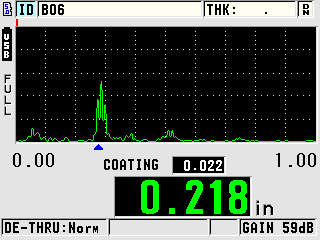 ID B06 THK: .
USB
FULL
0.00 1.00
COATING 0.022
0.218 in
DE-THRU:Norm GAIN 59dB